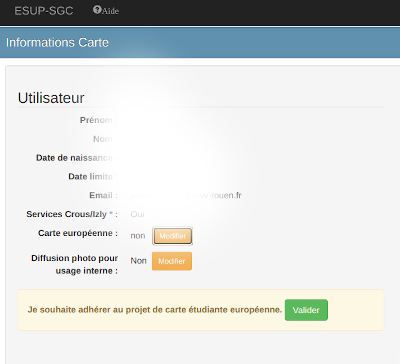 ESUP-SGC Aide
Informations Carte
Utilisateur
Prénom
Nom
Date de naissance
Date limite
Email : ouen.fr
Services Crous/Izly * : Oui
Carte européenne : non Modifier
Diffusion photo pour
usage interne : Non Modifier
Je souhaite adhérer au projet de carte étudiante européenne. Valider